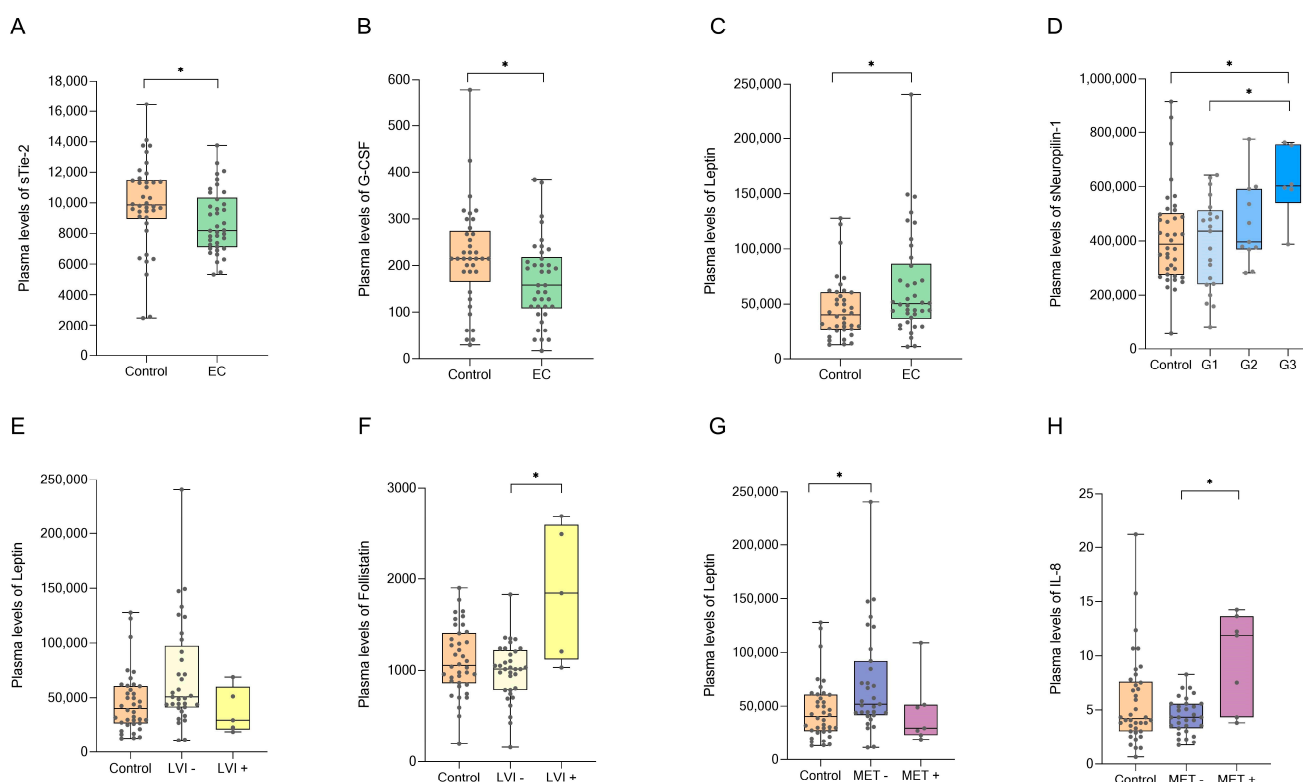 A
Plasma levels of sTie-2
18,000
16,000
14,000
12,000
10,000
8000
6000
4000
2000
0
*
Control EC
B
Plasma levels of G-CSF
600
500
400
300
200
100
0
*
Control EC
C
Plasma levels of Leptin
250,000
200,000
150,000
100,000
50,000
0
*
Control EC
D
Plasma levels of sNeuropilin-1
1,000,000
800,000
600,000
400,000
200,000
0
*
*
Control G1 G2 G3
E
Plasma levels of Leptin
250,000
200,000
150,000
100,000
50,000
0
Control LVI - LVI +
F
Plasma levels of Follistatin
3000
2000
1000
0
*
Control LVI - LVI +
G
Plasma levels of Leptin
250,000
200,000
150,000
100,000
50,000
0
*
Control MET - MET +
H
Plasma levels of IL-8
25
20
15
10
5
0
*
Control MET - MET +